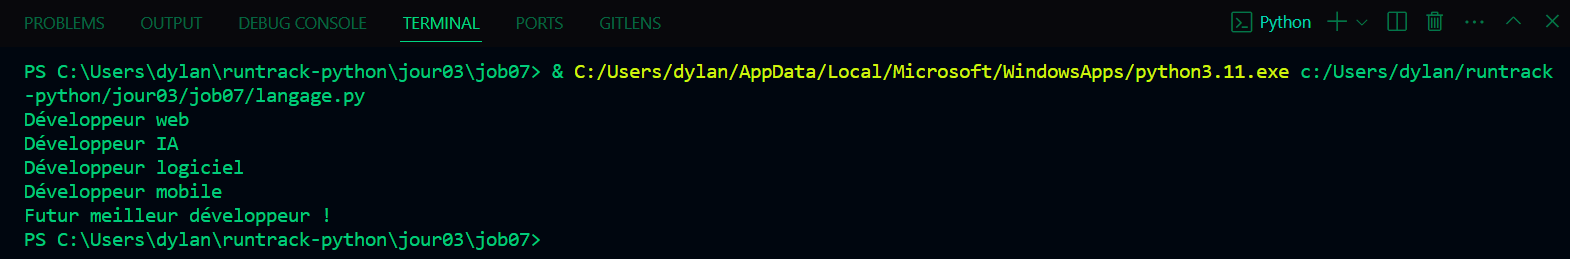 PROBLEMS OUTPUT DEBUG CONSOLE TERMINAL PORTS GITLENS Python
PS C:\Users\dylan\runtrack-python\jour03\job07> & C:/Users/dylan/AppData/Local/Microsoft/WindowsApps/python3.11.exe c:/Users/dylan/runtrack
-python/jour03/job07/langage.py
Développeur web
Développeur IA
Développeur logiciel
Développeur mobile
Futur meilleur développeur !
PS C:\Users\dylan\runtrack-python\jour03\job07>